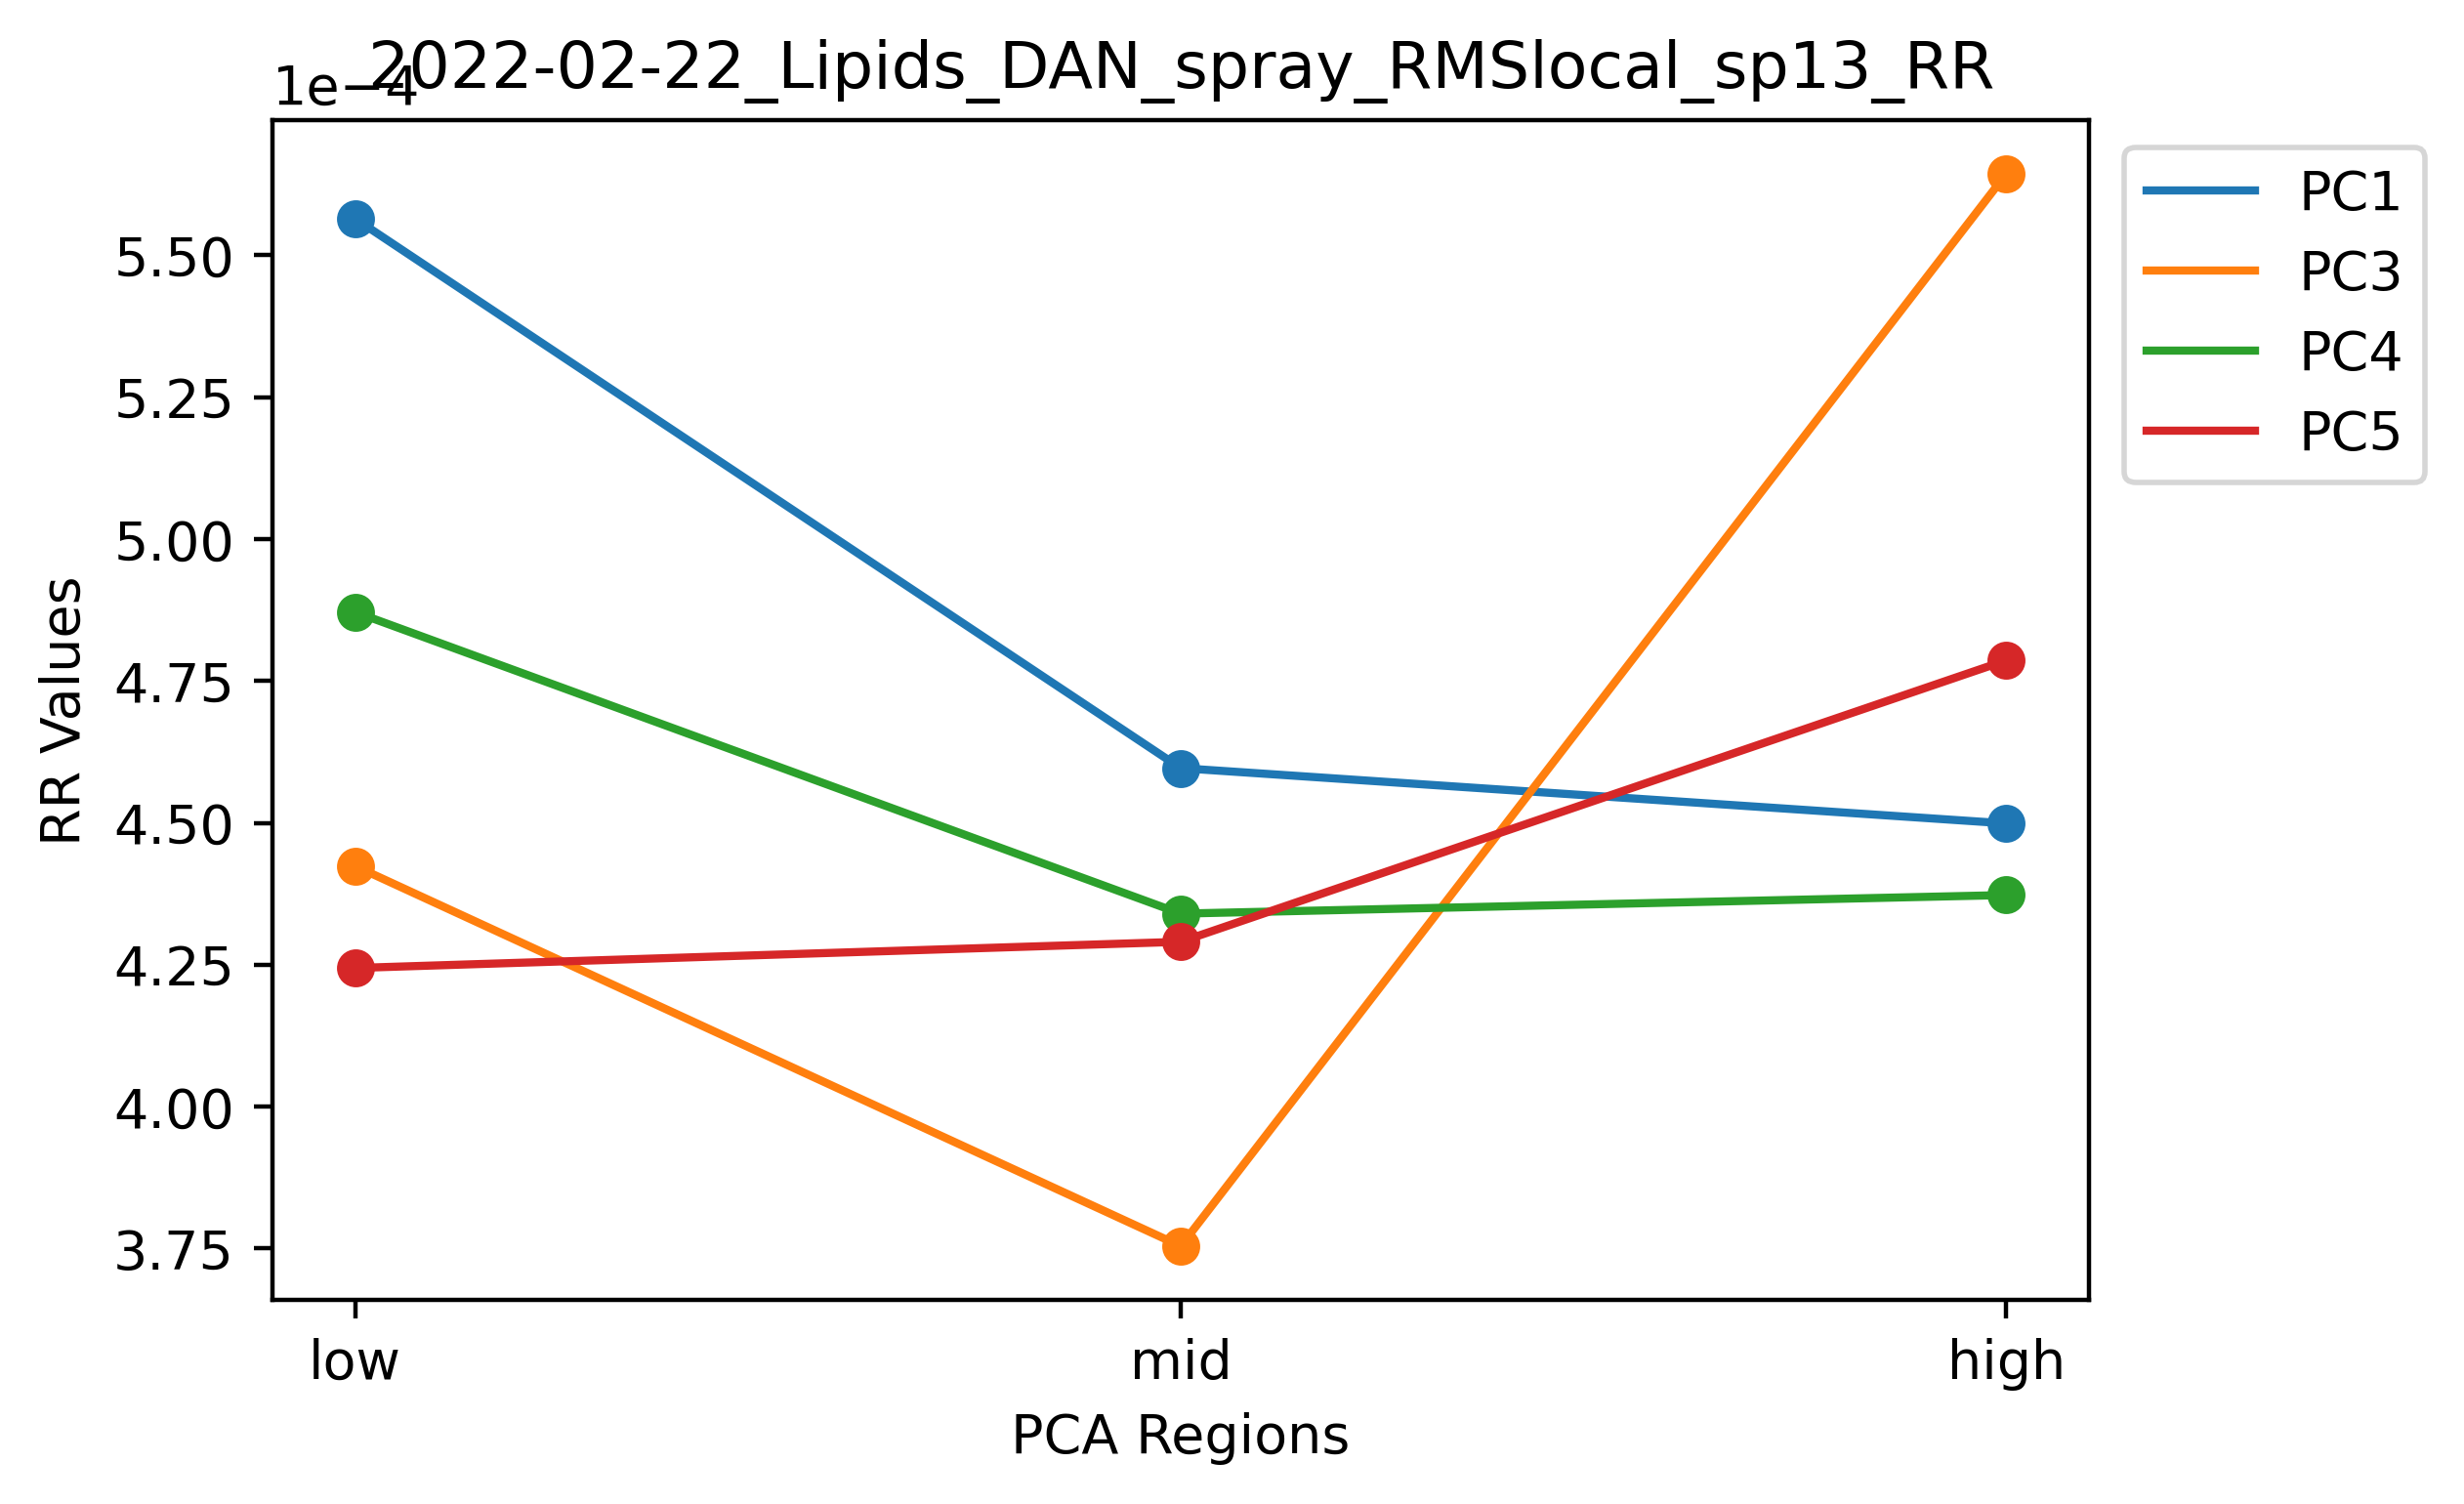 2022-02-22_Lipids_DAN_spray_RMSlocal_sp13_RR
1e−4
PC1
PC3
PC4
PC5
5.50
5.25
5.00
4.75
4.50
4.25
4.00
3.75
RR Values
low mid high
PCA Regions